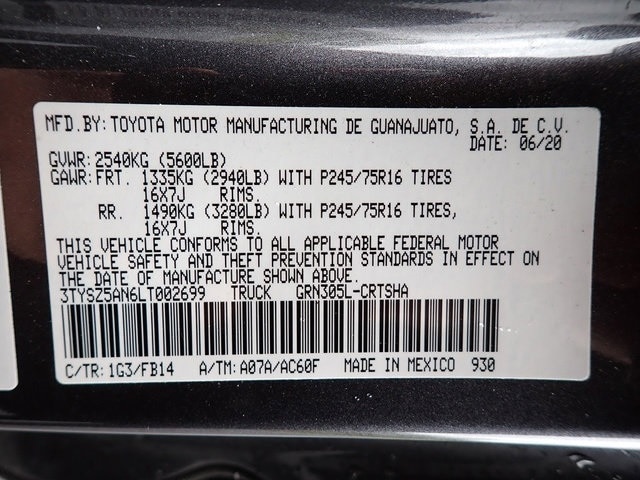 MFD.BY: TOYOTA MOTOR MANUFACTURING DE GUANAJUATO, S.A. DE C.V.
DATE: 06/20
GVWR: 2540KG (5600LB)
GAWR: FRT. 1335KG (2940LB) WITH P245/75R16 TIRES
16X7J RIMS.
RR. 1490KG (3280LB) WITH P245/75R16 TIRES,
16X7J RIMS.
THIS VEHICLE CONFORMS TO ALL APPLICABLE FEDERAL MOTOR
VEHICLE SAFETY AND THEFT PREVENTION STANDARDS IN EFFECT ON
THE DATE OF MANUFACTURE SHOWN ABOVE.
3TYSZ5AN6LT002699 TRUCK GRN305L-CRTSHA
C/TR: 1G3/FB14 A/TM: A07A/AC60F MADE IN MEXICO 930